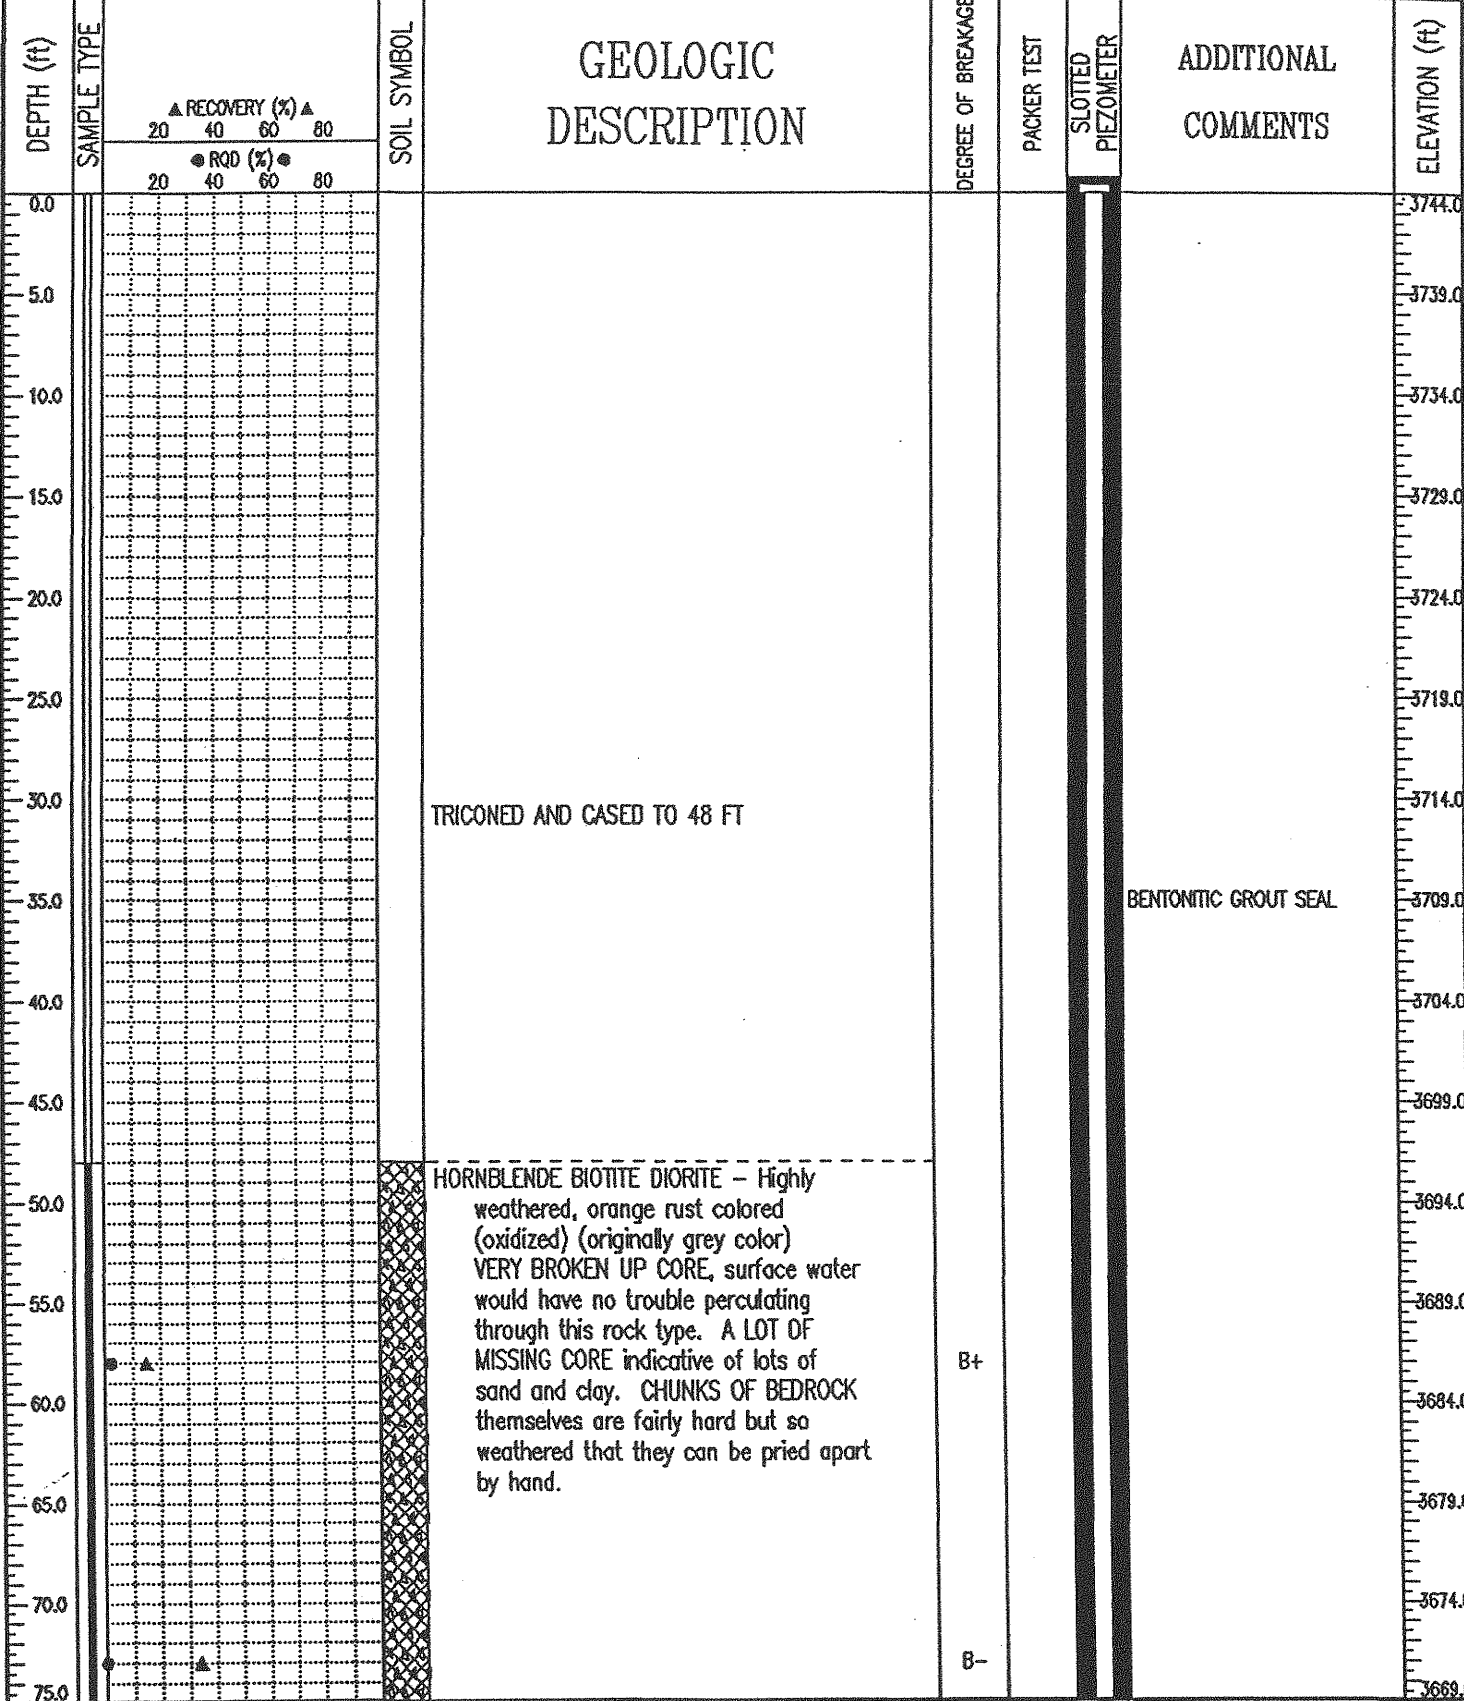 DEPTH (ft)
SAMPLE TYPE
▲ RECOVERY (%) ▲
20 40 60 80
● RQD (%) ●
20 40 60 80
SOIL SYMBOL
GEOLOGIC
DESCRIPTION
DEGREE OF BREAKAGE
PACKER TEST
SLOTTED
PIEZOMETER
ADDITIONAL
COMMENTS
ELEVATION (ft)
0.0 3744.0
5.0 3739.0
10.0 3734.0
15.0 3729.0
20.0 3724.0
25.0 3719.0
30.0 3714.0
TRICONED AND CASED TO 48 FT
35.0 BENTONITIC GROUT SEAL 3709.0
40.0 3704.0
45.0 3699.0
HORNBLENDE BIOTITE DIORITE – Highly
50.0 weathered, orange rust colored 3694.0
(oxidized) (originally grey color)
VERY BROKEN UP CORE, surface water
55.0 would have no trouble perculating 3689.0
through this rock type. A LOT OF
MISSING CORE indicative of lots of B+
sand and clay. CHUNKS OF BEDROCK
60.0 themselves are fairly hard but so 3684.0
weathered that they can be pried apart
by hand.
65.0 3679.
70.0 3674.
B–
75.0 3669.